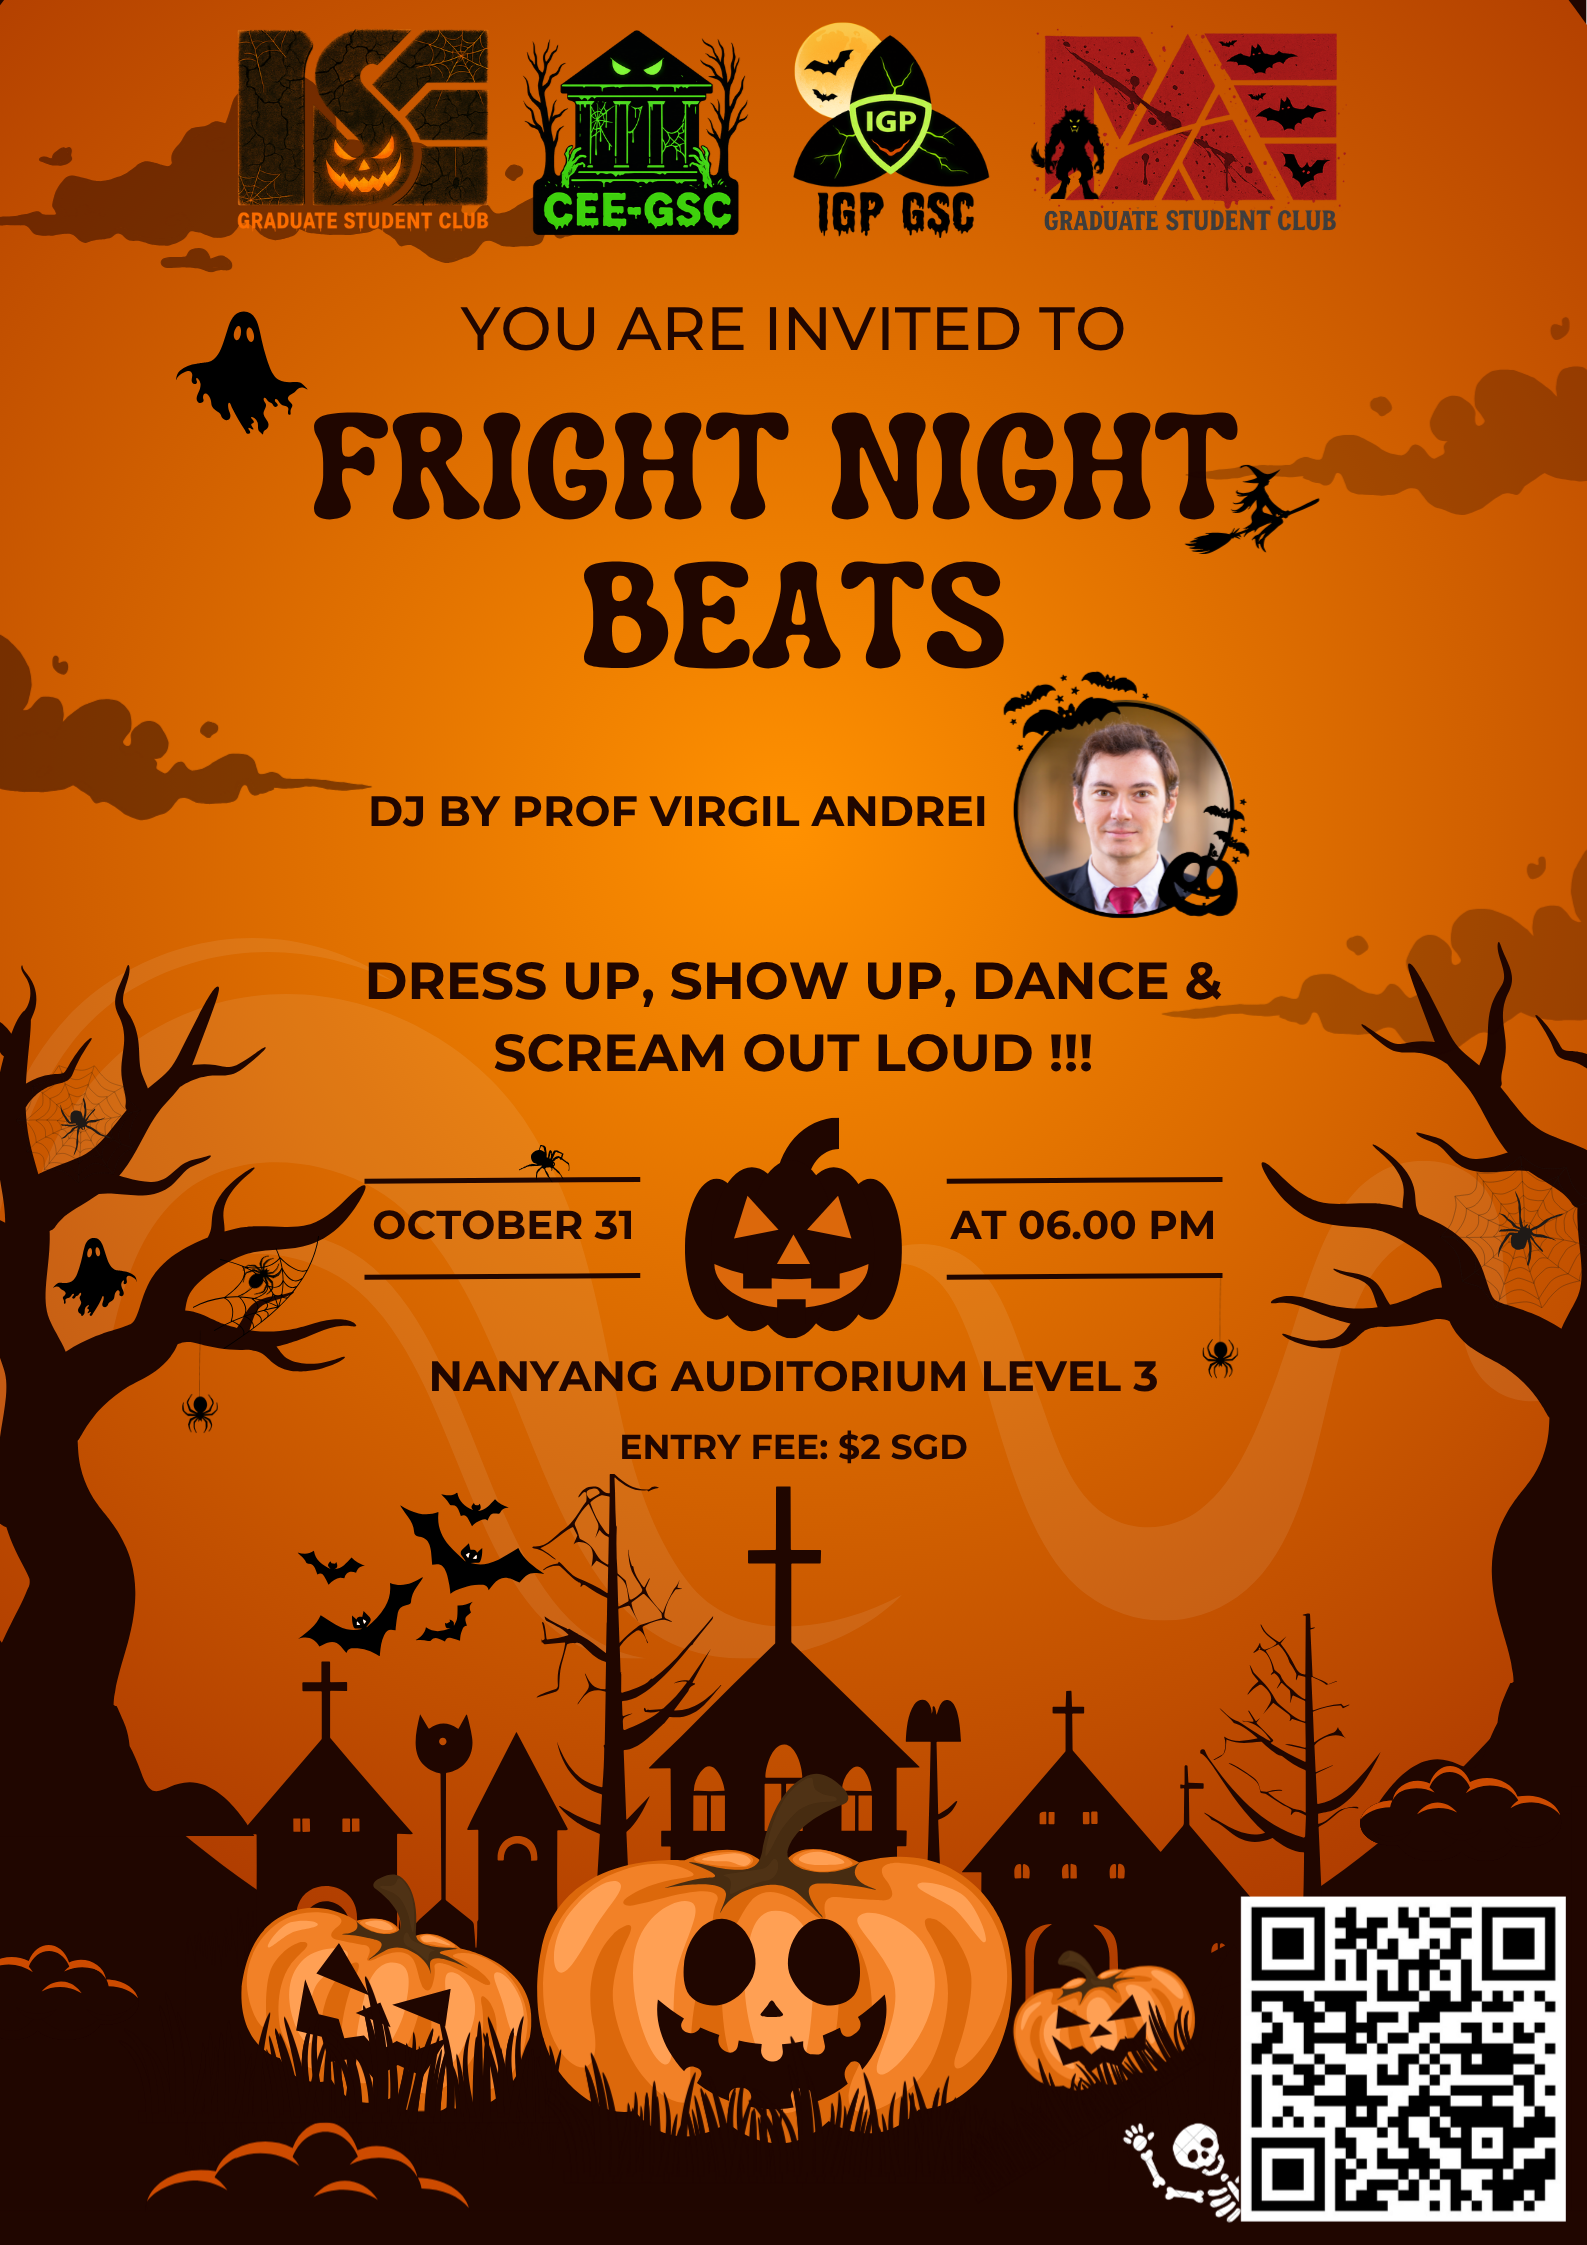 ISE
GRADUATE STUDENT CLUB
CEE-GSC
IGP
IGP GSC
MAE
GRADUATE STUDENT CLUB
YOU ARE INVITED TO
FRIGHT NIGHT
BEATS
DJ BY PROF VIRGIL ANDREI
DRESS UP, SHOW UP, DANCE &
SCREAM OUT LOUD !!!
OCTOBER 31
AT 06.00 PM
NANYANG AUDITORIUM LEVEL 3
ENTRY FEE: $2 SGD